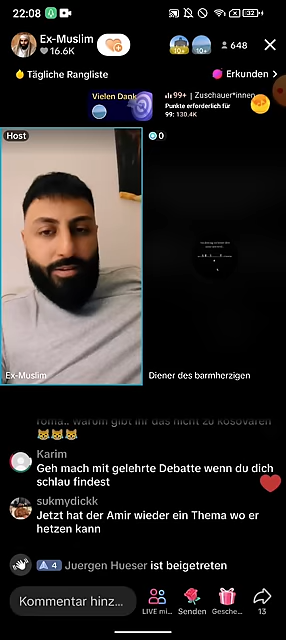 22:08
Ex-Muslim
16.6K
10+
10+
648
Tägliche Rangliste
Erkunden
Vielen Dank
99+ | Zuschauer*innen
Punkte erforderlich für
99: 130.4K
Host
0
Ex-Muslim
Diener des barmherzigen
roma.. warum gibt ihr das nicht zu kosovaren
Karim
Geh mach mit gelehrte Debatte wenn du dich
schlau findest
sukmydickk
Jetzt hat der Amir wieder ein Thema wo er
hetzen kann
4 Juergen Hueser ist beigetreten
Kommentar hinz...
LIVE mi...
Senden
Gesche...
13